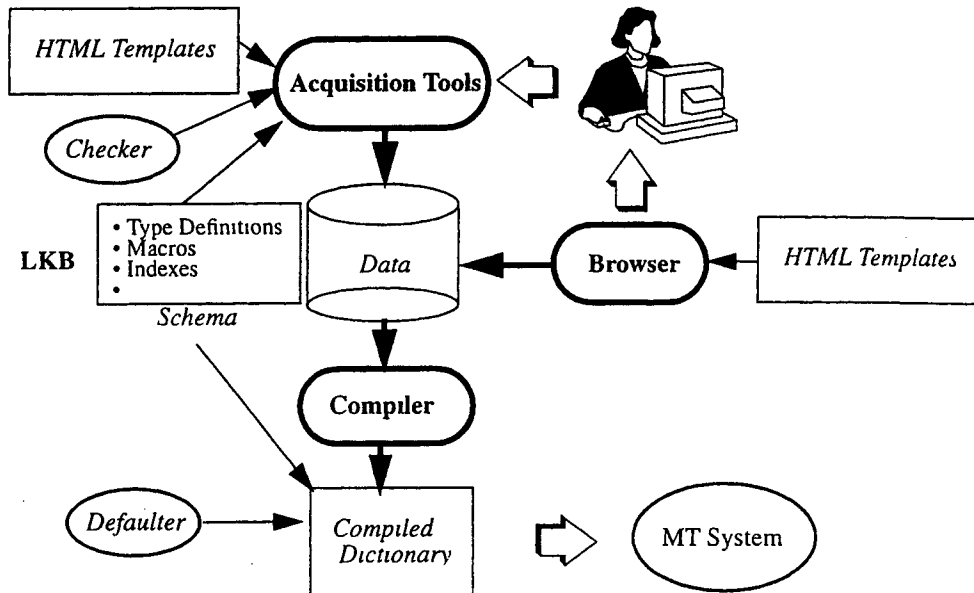 HTML Templates
Acquisition Tools
Checker
LKB
• Type Definitions
• Macros
• Indexes
•
Schema
Data
Browser
HTML Templates
Compiler
Defaulter
Compiled
Dictionary
MT System